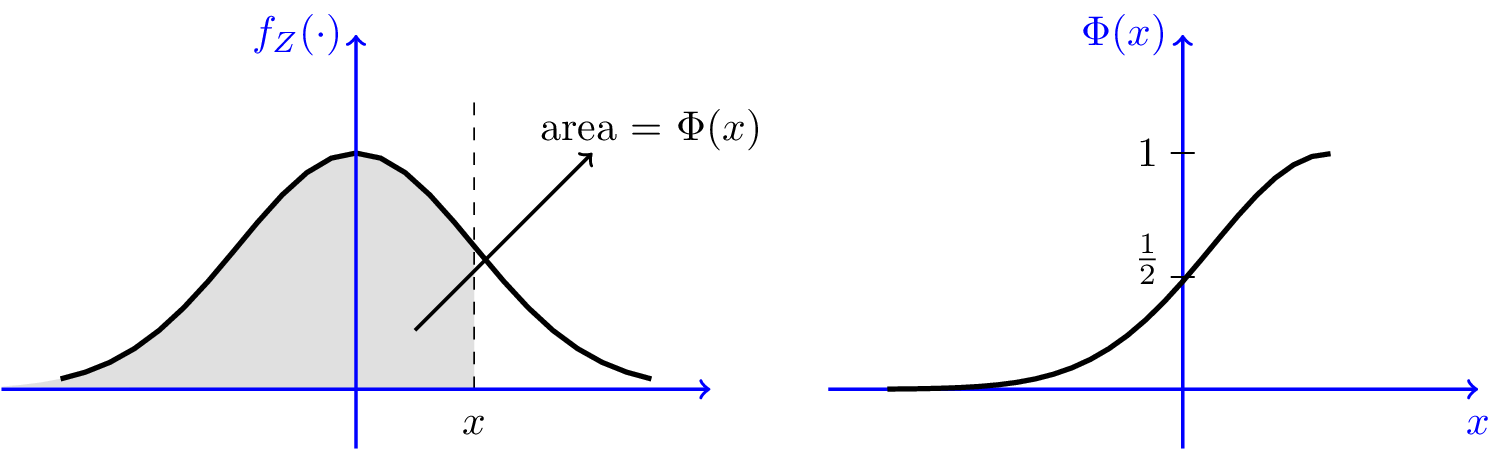 f_Z(·)
area = Φ(x)
x
Φ(x)
1
1/2
x